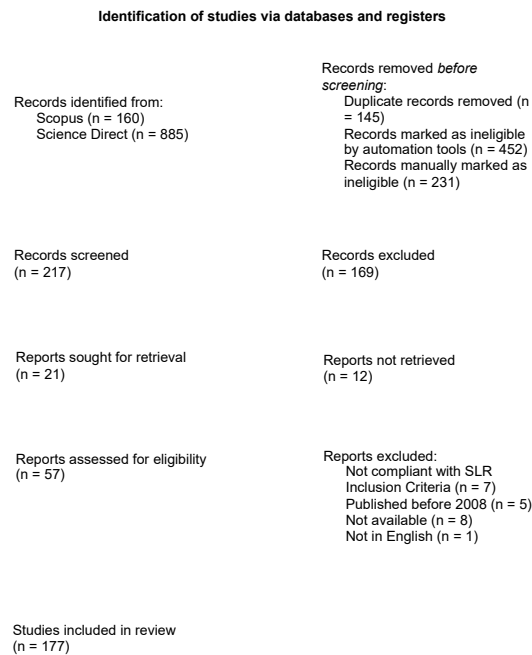 Identification of studies via databases and registers
Records identified from:
Scopus (n = 160)
Science Direct (n = 885)
Records removed before
screening:
Duplicate records removed (n
= 145)
Records marked as ineligible
by automation tools (n = 452)
Records manually marked as
ineligible (n = 231)
Records screened
(n = 217)
Records excluded
(n = 169)
Reports sought for retrieval
(n = 21)
Reports not retrieved
(n = 12)
Reports assessed for eligibility
(n = 57)
Reports excluded:
Not compliant with SLR
Inclusion Criteria (n = 7)
Published before 2008 (n = 5)
Not available (n = 8)
Not in English (n = 1)
Studies included in review
(n = 177)